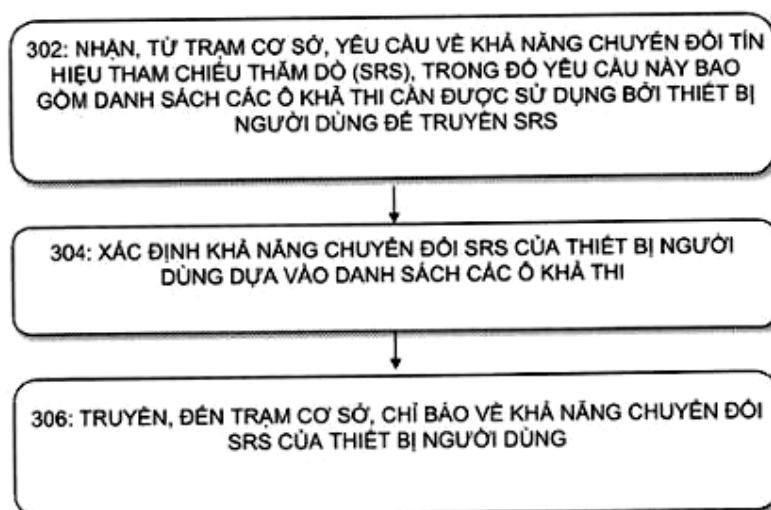 302: NHẬN, TỪ TRẠM CƠ SỞ, YÊU CẦU VỀ KHẢ NĂNG CHUYỂN ĐỔI TÍN
HIỆU THAM CHIẾU THĂM DÒ (SRS), TRONG ĐÓ YÊU CẦU NÀY BAO
GỒM DANH SÁCH CÁC Ô KHẢ THI CẦN ĐƯỢC SỬ DỤNG BỞI THIẾT BỊ
NGƯỜI DÙNG ĐỂ TRUYỀN SRS
304: XÁC ĐỊNH KHẢ NĂNG CHUYỂN ĐỔI SRS CỦA THIẾT BỊ NGƯỜI
DÙNG DỰA VÀO DANH SÁCH CÁC Ô KHẢ THI
306: TRUYỀN, ĐẾN TRẠM CƠ SỞ, CHỈ BÁO VỀ KHẢ NĂNG CHUYỂN ĐỔI
SRS CỦA THIẾT BỊ NGƯỜI DÙNG